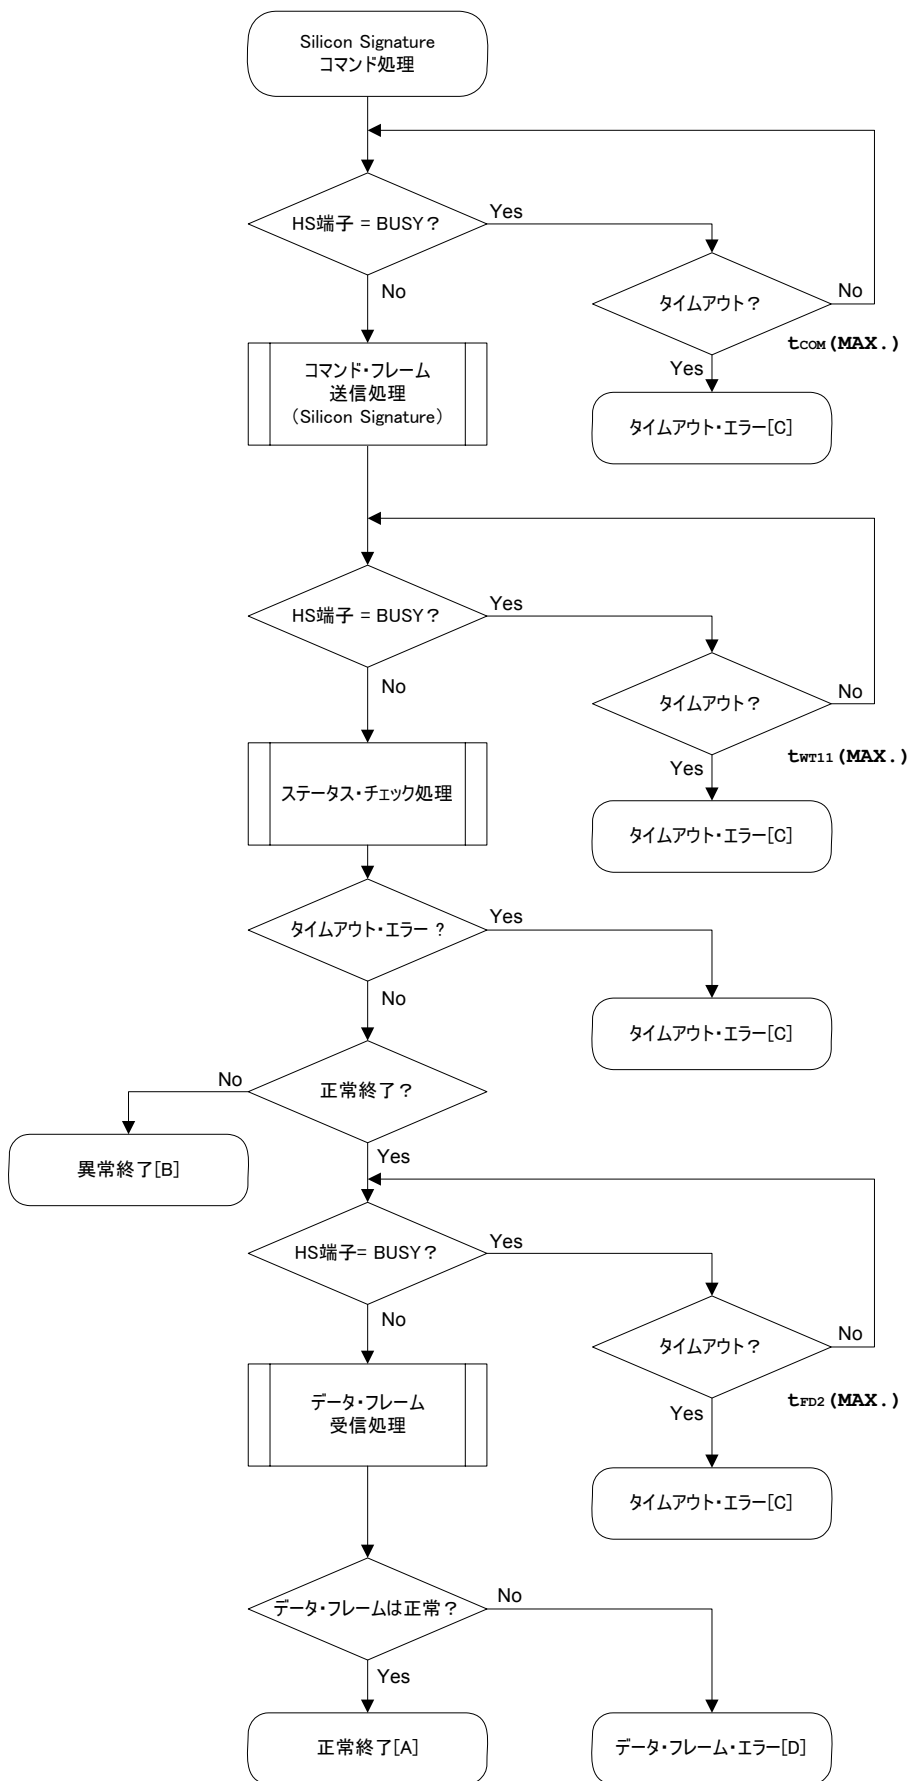 Silicon Signature
コマンド処理
HS端子 = BUSY？
Yes
No
タイムアウト？
No
tCOM(MAX.)
Yes
コマンド・フレーム
送信処理
（Silicon Signature）
タイムアウト・エラー[C]
HS端子 = BUSY？
Yes
No
タイムアウト？
No
tWT11(MAX.)
Yes
ステータス・チェック処理
タイムアウト・エラー[C]
タイムアウト・エラー ？
Yes
No
タイムアウト・エラー[C]
正常終了？
No
Yes
異常終了[B]
HS端子= BUSY？
Yes
No
タイムアウト？
No
tFD2(MAX.)
Yes
データ・フレーム
受信処理
タイムアウト・エラー[C]
データ・フレームは正常？
No
Yes
正常終了[A]
データ・フレーム・エラー[D]